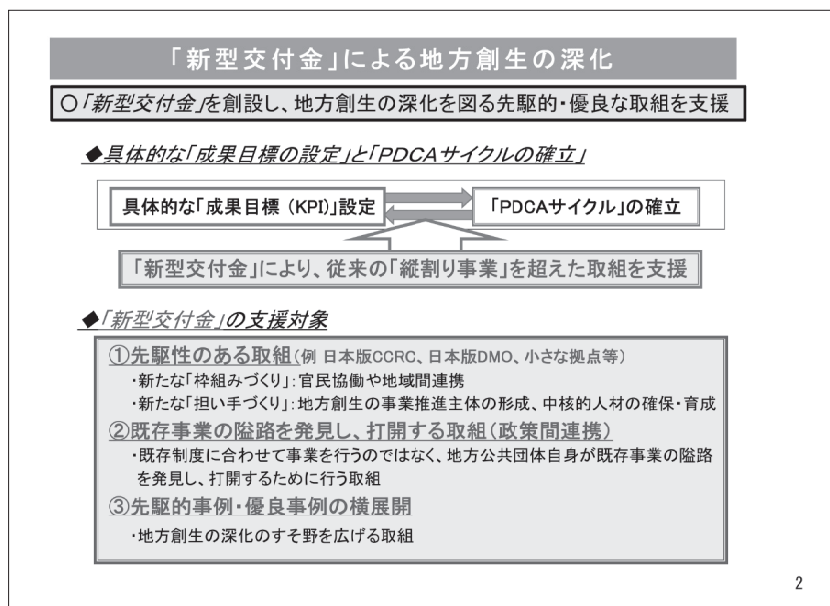 「新型交付金」による地方創生の深化
〇「新型交付金」を創設し、地方創生の深化を図る先駆的・優良な取組を支援
◆具体的な「成果目標の設定」と「PDCAサイクルの確立」
具体的な「成果目標（KPI）」設定
「PDCAサイクル」の確立
「新型交付金」により、従来の「縦割り事業」を超えた取組を支援
◆「新型交付金」の支援対象
①先駆性のある取組（例 日本版CCRC、日本版DMO、小さな拠点等）
・新たな「枠組みづくり」：官民協働や地域間連携
・新たな「担い手づくり」：地方創生の事業推進主体の形成、中核的人材の確保・育成
②既存事業の隘路を発見し、打開する取組（政策間連携）
・既存制度に合わせて事業を行うのではなく、地方公共団体自身が既存事業の隘路
を発見し、打開するために行う取組
③先駆的事例・優良事例の横展開
・地方創生の深化のすそ野を広げる取組
2